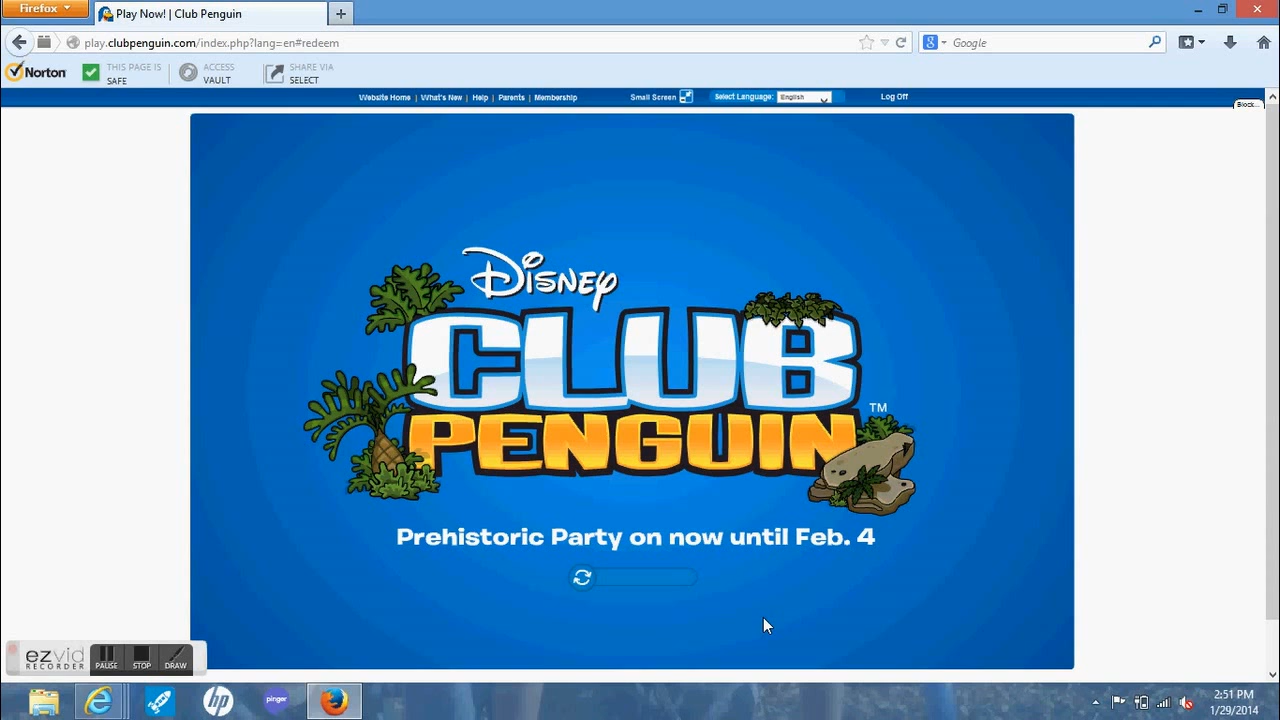 Firefox
Play Now! | Club Penguin
play.clubpenguin.com/index.php?lang=en#redeem
Google
Norton
THIS PAGE IS
SAFE
ACCESS
VAULT
SHARE VIA
SELECT
Website Home | What's New | Help | Parents | Membership
Small Screen
Select Language: English
Log Off
Block...
Disney
CLUB
PENGUIN
TM
Prehistoric Party on now until Feb. 4
ezvid
RECORDER
PAUSE
STOP
DRAW
hp
pinger
2:51 PM
1/29/2014